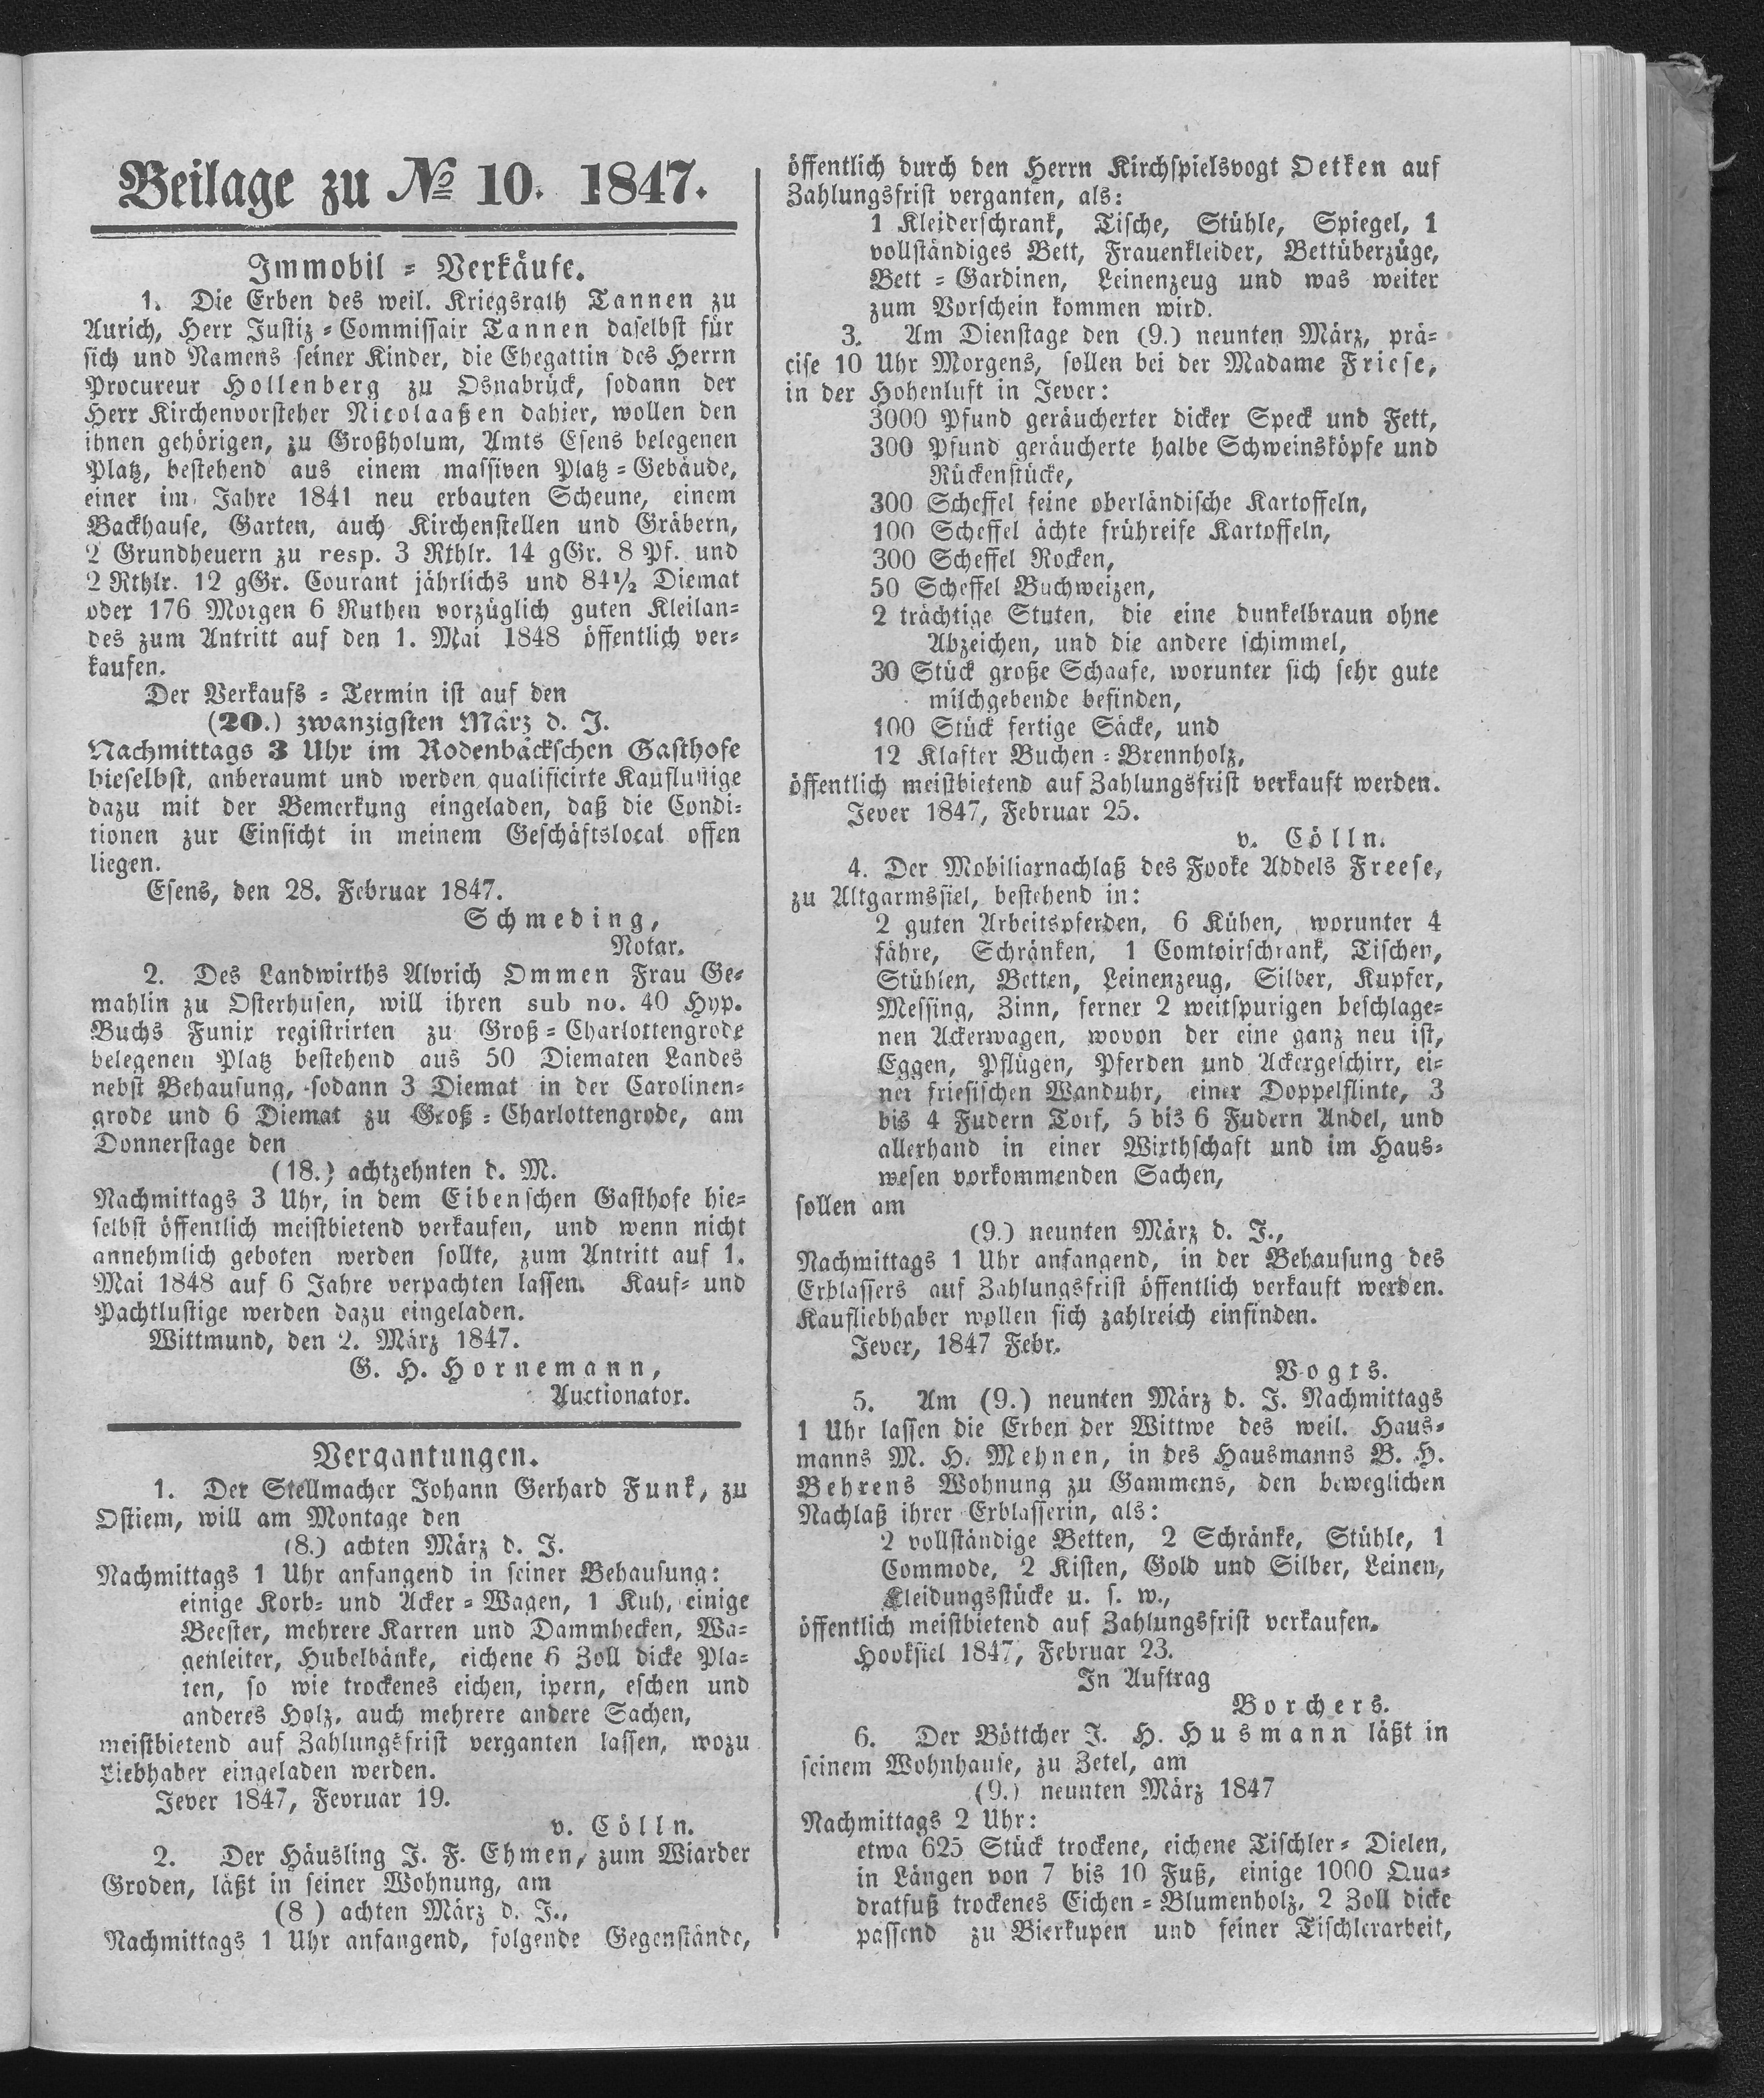 Beilage zu № 10. 1847.
Immobil = Verkäufe.
1. Die Erben des weil. Kriegsrath Tannen zu
Aurich, Herr Justiz = Commissair Tannen daselbst für
sich und Namens seiner Kinder, die Ehegattin des Herrn
Procureur Hollenberg zu Osnabrück, sodann der
Herr Kirchenvorsteher Nicolaaßen dahier, wollen den
ihnen gehörigen, zu Großholum, Amts Esens belegenen
Platz, bestehend aus einem massiven Platz = Gebäude,
einer im Jahre 1841 neu erbauten Scheune, einem
Backhause, Garten, auch Kirchenstellen und Gräbern,
2 Grundheuern zu resp. 3 Rthlr. 14 gGr. 8 Pf. und
2 Rthlr. 12 gGr. Courant jährlichs und 84½ Diemat
oder 176 Morgen 6 Ruthen vorzüglich guten Kleilan=
des zum Antritt auf den 1. Mai 1848 öffentlich ver=
kaufen.
Der Verkaufs = Termin ist auf den
(20.) zwanzigsten März d. J.
Nachmittags 3 Uhr im Rodenbäckschen Gasthofe
hieselbst, anberaumt und werden qualificirte Kauflustige
dazu mit der Bemerkung eingeladen, daß die Condi=
tionen zur Einsicht in meinem Geschäftslocal offen
liegen.
Esens, den 28. Februar 1847.
Schmeding,
Notar.
2. Des Landwirths Alvrich Ommen Frau Ge=
mahlin zu Osterhusen, will ihren sub no. 40 Hyp.
Buchs Funix registrirten zu Groß = Charlottengrode
belegenen Platz bestehend aus 50 Diematen Landes
nebst Behausung, sodann 3 Diemat in der Carolinen=
grode und 6 Diemat zu Groß = Charlottengrode, am
Donnerstage den
(18.) achtzehnten d. M.
Nachmittags 3 Uhr, in dem Eibenschen Gasthofe hie=
selbst öffentlich meistbietend verkaufen, und wenn nicht
annehmlich geboten werden sollte, zum Antritt auf 1.
Mai 1848 auf 6 Jahre verpachten lassen. Kauf= und
Pachtlustige werden dazu eingeladen.
Wittmund, den 2. März 1847.
G. H. Hornemann,
Auctionator.
Vergantungen.
1. Der Stellmacher Johann Gerhard Funk, zu
Ostiem, will am Montage den
(8.) achten März d. J.
Nachmittags 1 Uhr anfangend in seiner Behausung:
einige Korb= und Acker = Wagen, 1 Kuh, einige
Beester, mehrere Karren und Dammhecken, Wa=
genleiter, Hubelbänke, eichene 6 Zoll dicke Pla=
ten, so wie trockenes eichen, ipern, eschen und
anderes Holz, auch mehrere andere Sachen,
meistbietend auf Zahlungsfrist verganten lassen, wozu
Liebhaber eingeladen werden.
Jever 1847, Februar 19.
v. Cölln.
2. Der Häusling J. F. Ehmen, zum Wiarder
Groden, läßt in seiner Wohnung, am
(8 ) achten März d. J.,
Nachmittags 1 Uhr anfangend, folgende Gegenstände,
öffentlich durch den Herrn Kirchspielsvogt Oetken auf
Zahlungsfrist verganten, als:
1 Kleiderschrank, Tische, Stühle, Spiegel, 1
vollständiges Bett, Frauenkleider, Bettüberzüge,
Bett = Gardinen, Leinenzeug und was weiter
zum Vorschein kommen wird.
3. Am Dienstage den (9.) neunten März, prä=
cise 10 Uhr Morgens, sollen bei der Madame Friese,
in der Hohenluft in Jever:
3000 Pfund geräucherter dicker Speck und Fett,
300 Pfund geräucherte halbe Schweinsköpfe und
Rückenstücke,
300 Scheffel feine oberländische Kartoffeln,
100 Scheffel ächte frühreife Kartoffeln,
300 Scheffel Rocken,
50 Scheffel Buchweizen,
2 trächtige Stuten, die eine dunkelbraun ohne
Abzeichen, und die andere schimmel,
30 Stück große Schaafe, worunter sich sehr gute
milchgebende befinden,
100 Stück fertige Säcke, und
12 Klafter Buchen = Brennholz,
öffentlich meistbietend auf Zahlungsfrist verkauft werden.
Jever 1847, Februar 25.
v. Cölln.
4. Der Mobiliarnachlaß des Fooke Addels Freese,
zu Altgarmssiel, bestehend in:
2 guten Arbeitspferden, 6 Kühen, worunter 4
fähre, Schränken, 1 Comtoirschrank, Tischen,
Stühlen, Betten, Leinenzeug, Silber, Kupfer,
Messing, Zinn, ferner 2 weitspurigen beschlage=
nen Ackerwagen, wovon der eine ganz neu ist,
Eggen, Pflügen, Pferden und Ackergeschirr, ei=
ner friesischen Wanduhr, einer Doppelflinte, 3
bis 4 Fudern Torf, 5 bis 6 Fudern Andel, und
allerhand in einer Wirthschaft und im Haus=
wesen vorkommenden Sachen,
sollen am
(9.) neunten März d. J.,
Nachmittags 1 Uhr anfangend, in der Behausung des
Erblassers auf Zahlungsfrist öffentlich verkauft werden.
Kaufliebhaber wollen sich zahlreich einfinden.
Jever, 1847 Febr.
Vogts.
5. Am (9.) neunten März d. J. Nachmittags
1 Uhr lassen die Erben der Wittwe des weil. Haus=
manns M. H. Mehnen, in des Hausmanns B. H.
Behrens Wohnung zu Gammens, den beweglichen
Nachlaß ihrer Erblasserin, als:
2 vollständige Betten, 2 Schränke, Stühle, 1
Commode, 2 Kisten, Gold und Silber, Leinen,
Kleidungsstücke u. s. w.,
öffentlich meistbietend auf Zahlungsfrist verkaufen.
Hooksiel 1847, Februar 23.
In Auftrag
Borchers.
6. Der Böttcher J. H. Husmann läßt in
seinem Wohnhause, zu Zetel, am
(9.) neunten März 1847
Nachmittags 2 Uhr:
etwa 625 Stück trockene, eichene Tischler = Dielen,
in Längen von 7 bis 10 Fuß, einige 1000 Qua=
dratfuß trockenes Eichen = Blumenholz, 2 Zoll dicke
passend zu Bierkupen und feiner Tischlerarbeit,